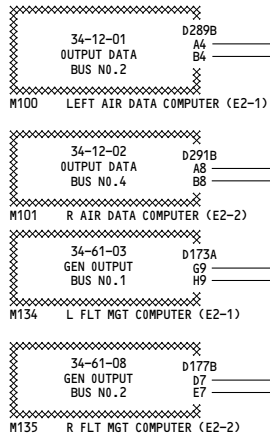 34-12-01 D289B
OUTPUT DATA A4
BUS NO.2 B4
M100 LEFT AIR DATA COMPUTER (E2-1)
34-12-02 D291B
OUTPUT DATA A8
BUS NO.4 B8
M101 R AIR DATA COMPUTER (E2-2)
34-61-03 D173A
GEN OUTPUT G9
BUS NO.1 H9
M134 L FLT MGT COMPUTER (E2-1)
34-61-08 D177B
GEN OUTPUT D7
BUS NO.2 E7
M135 R FLT MGT COMPUTER (E2-2)